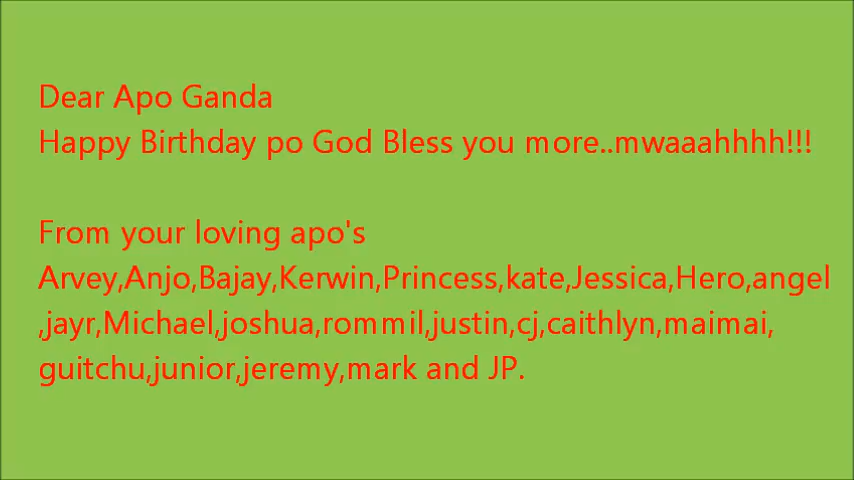 Dear Apo Ganda
Happy Birthday po God Bless you more..mwaaahhhh!!!
From your loving apo's
Arvey,Anjo,Bajay,Kerwin,Princess,kate,Jessica,Hero,angel
,jayr,Michael,joshua,rommil,justin,cj,caithlyn,maimai,
guitchu,junior,jeremy,mark and JP.